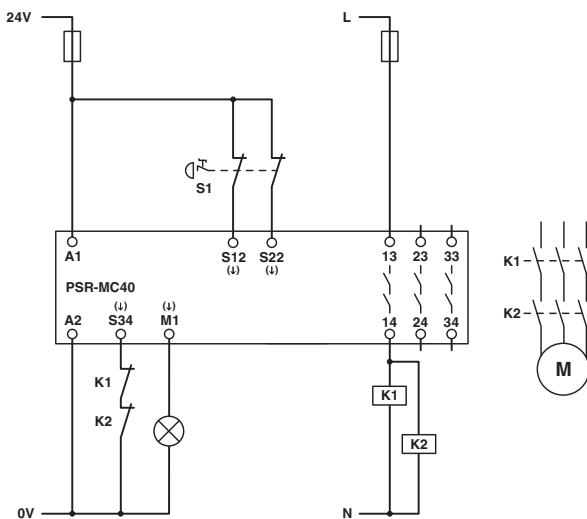 24V
L
S1
A1
S12
(↓)
S22
(↓)
13
23
33
PSR-MC40
A2
(↓)
S34
(↓)
M1
14
24
34
K1
K2
K1
K2
0V
N
K1
K2
M